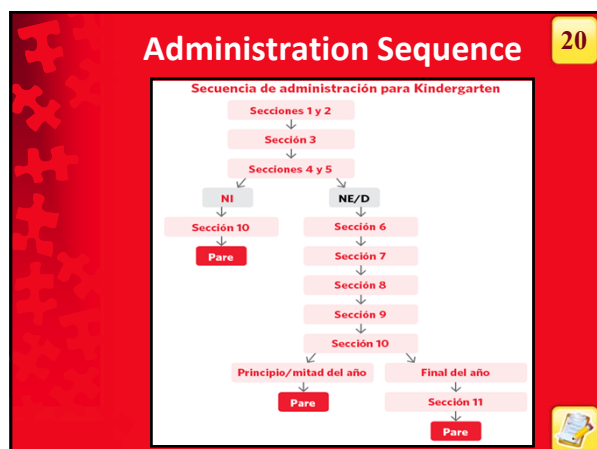 Administration Sequence
20
Secuencia de administración para Kindergarten
Secciones 1 y 2
Sección 3
Secciones 4 y 5
NI
NE/D
Sección 10
Sección 6
Pare
Sección 7
Sección 8
Sección 9
Sección 10
Principio/mitad del año
Final del año
Pare
Sección 11
Pare